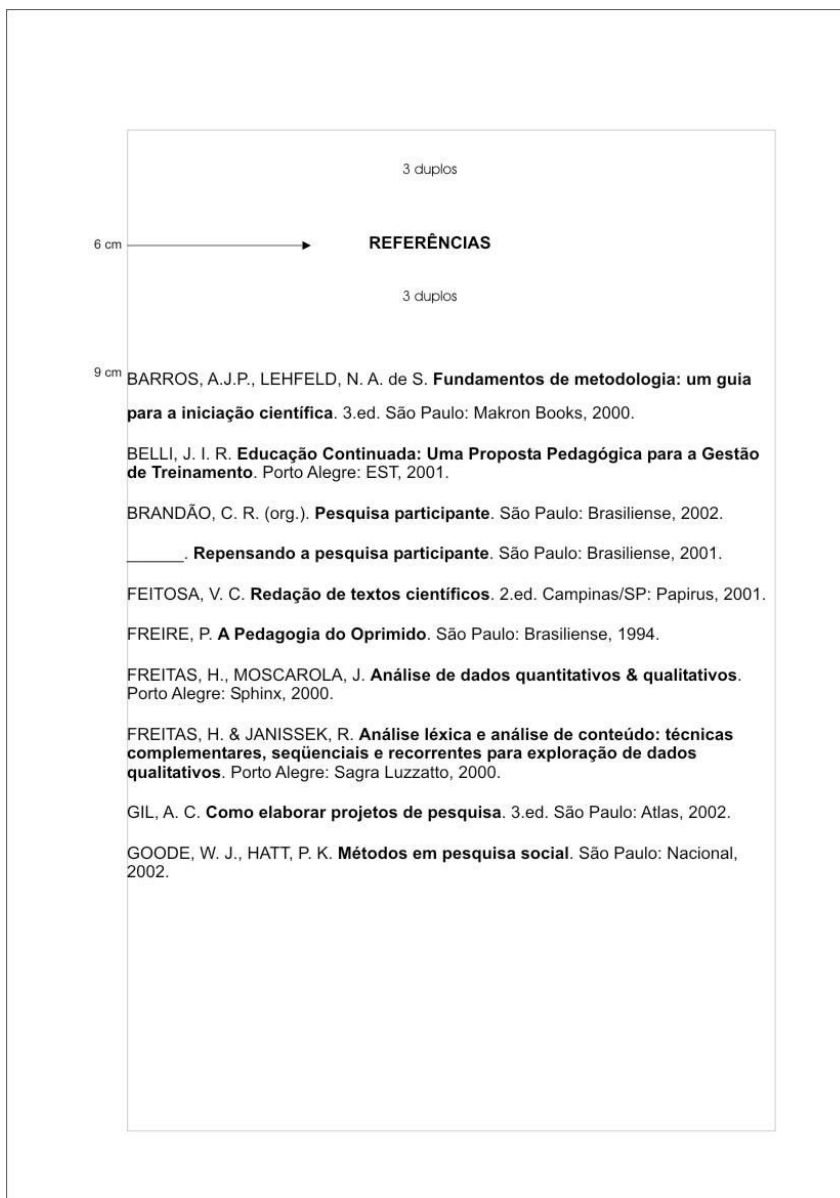 3 duplos
6 cm
REFERÊNCIAS
3 duplos
9 cm
BARROS, A.J.P., LEHFELD, N. A. de S. Fundamentos de metodologia: um guia
para a iniciação científica. 3.ed. São Paulo: Makron Books, 2000.
BELLI, J. I. R. Educação Continuada: Uma Proposta Pedagógica para a Gestão
de Treinamento. Porto Alegre: EST, 2001.
BRANDÃO, C. R. (org.). Pesquisa participante. São Paulo: Brasiliense, 2002.
______. Repensando a pesquisa participante. São Paulo: Brasiliense, 2001.
FEITOSA, V. C. Redação de textos científicos. 2.ed. Campinas/SP: Papirus, 2001.
FREIRE, P. A Pedagogia do Oprimido. São Paulo: Brasiliense, 1994.
FREITAS, H., MOSCAROLA, J. Análise de dados quantitativos & qualitativos.
Porto Alegre: Sphinx, 2000.
FREITAS, H. & JANISSEK, R. Análise léxica e análise de conteúdo: técnicas
complementares, seqüenciais e recorrentes para exploração de dados
qualitativos. Porto Alegre: Sagra Luzzatto, 2000.
GIL, A. C. Como elaborar projetos de pesquisa. 3.ed. São Paulo: Atlas, 2002.
GOODE, W. J., HATT, P. K. Métodos em pesquisa social. São Paulo: Nacional,
2002.